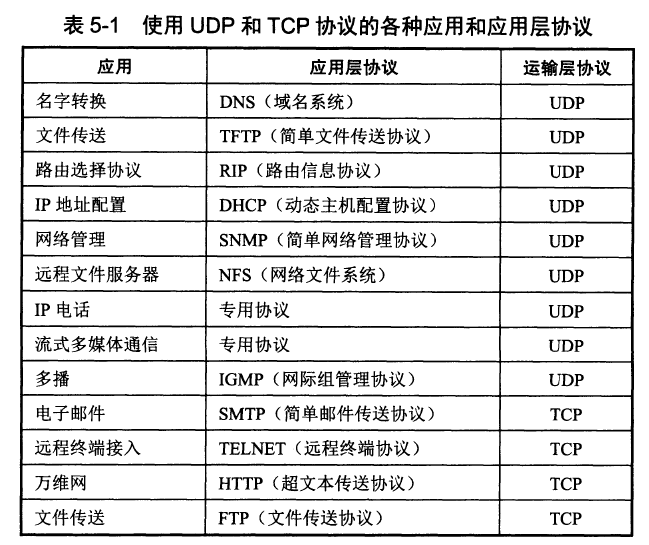 表 5-1 使用 UDP 和 TCP 协议的各种应用和应用层协议
应用 应用层协议 运输层协议
名字转换 DNS（域名系统） UDP
文件传送 TFTP（简单文件传送协议） UDP
路由选择协议 RIP（路由信息协议） UDP
IP 地址配置 DHCP（动态主机配置协议） UDP
网络管理 SNMP（简单网络管理协议） UDP
远程文件服务器 NFS（网络文件系统） UDP
IP 电话 专用协议 UDP
流式多媒体通信 专用协议 UDP
多播 IGMP（网际组管理协议） UDP
电子邮件 SMTP（简单邮件传送协议） TCP
远程终端接入 TELNET（远程终端协议） TCP
万维网 HTTP（超文本传送协议） TCP
文件传送 FTP（文件传送协议） TCP